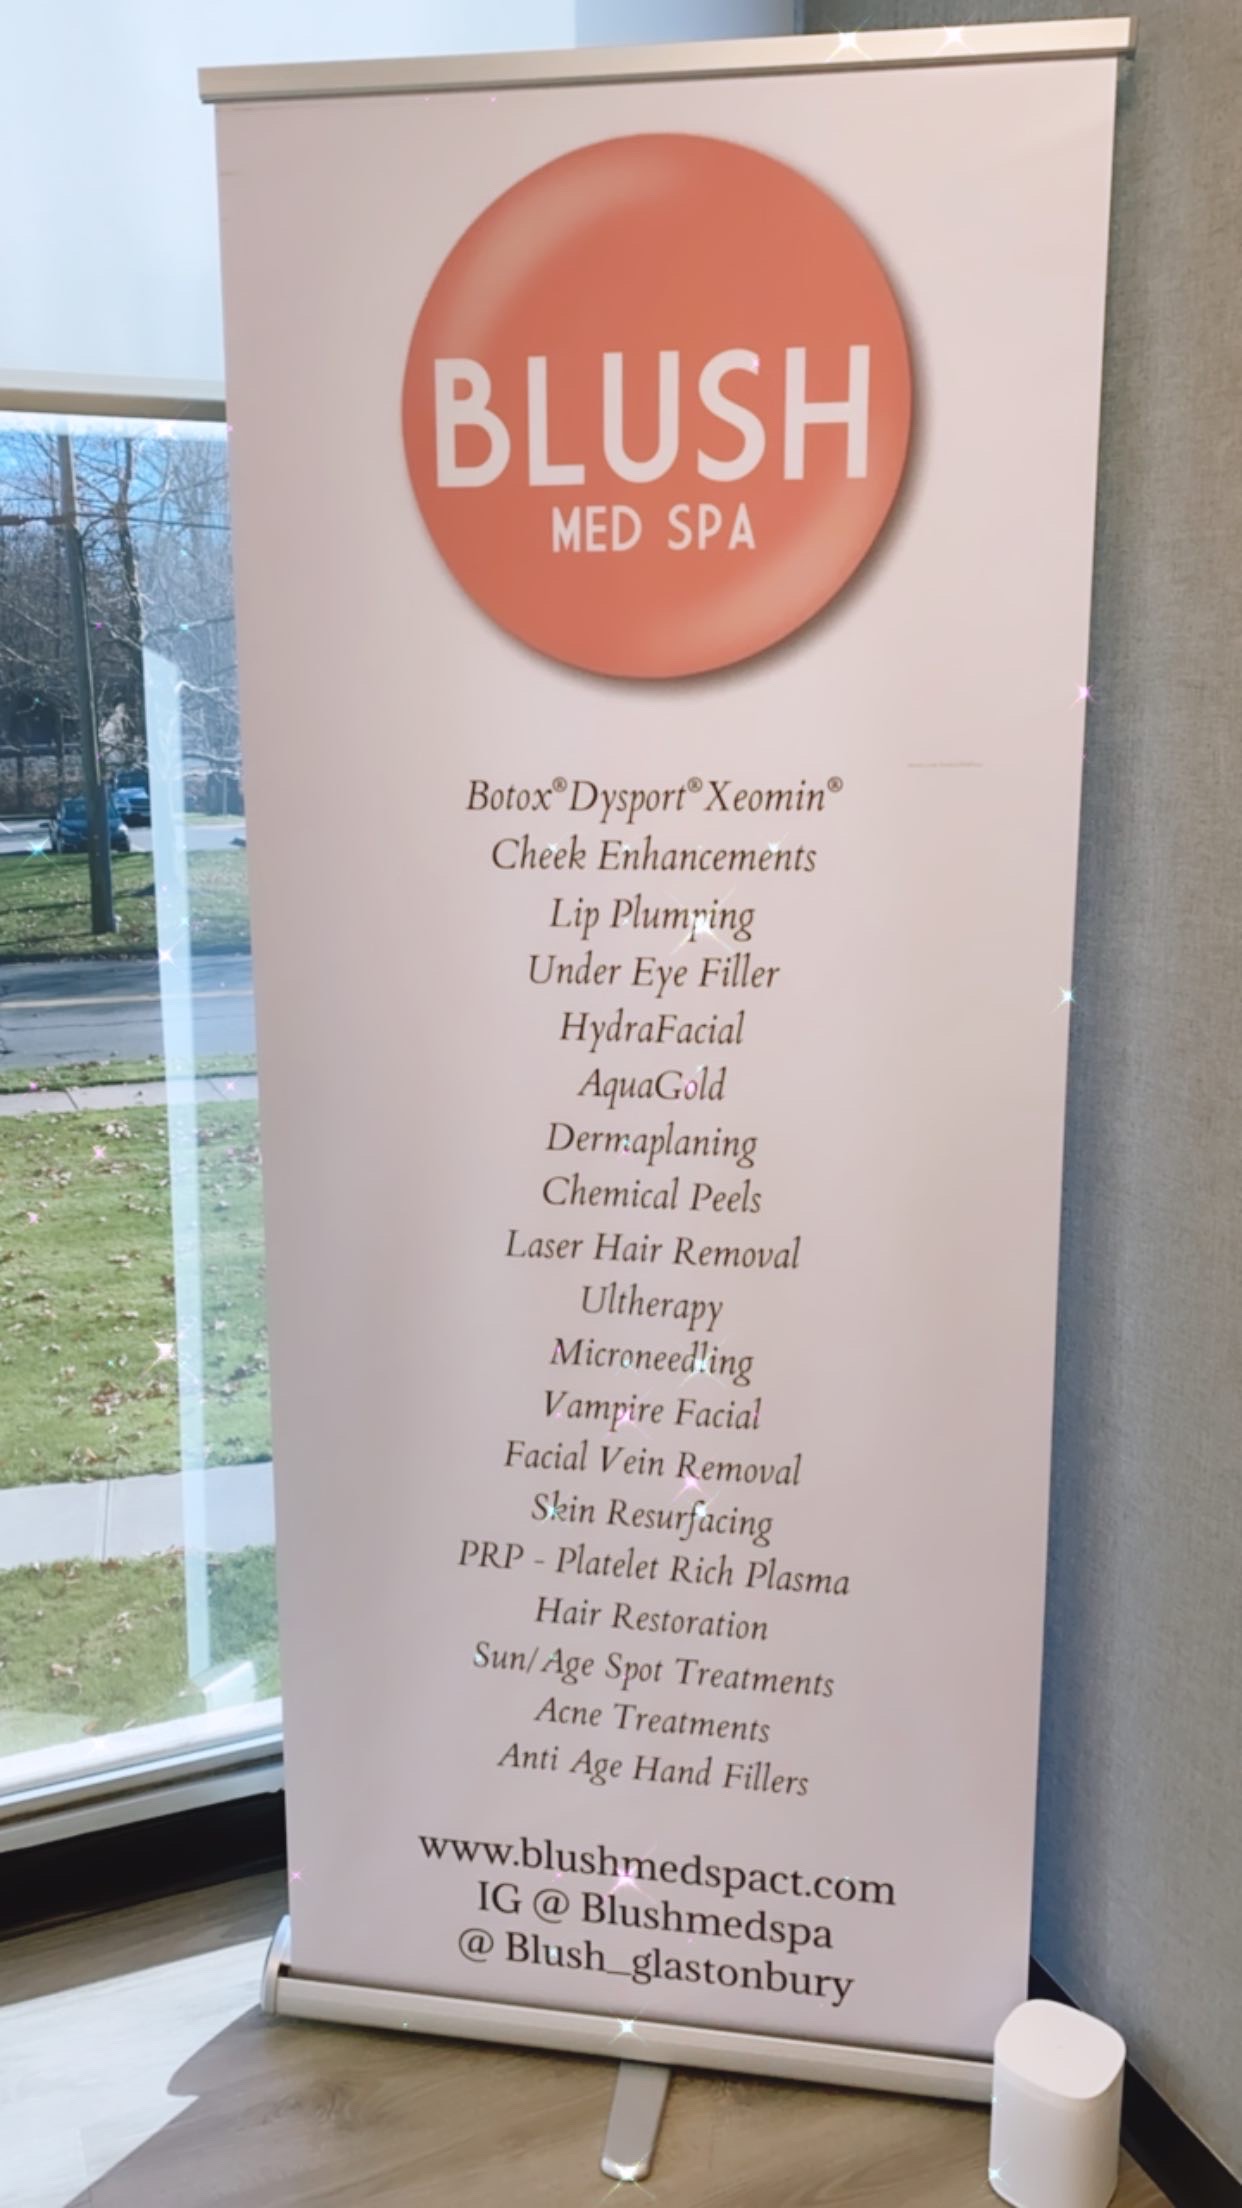 BLUSH
MED SPA
Botox® Dysport® Xeomin®
Cheek Enhancements
Lip Plumping
Under Eye Filler
HydraFacial
AquaGold
Dermaplaning
Chemical Peels
Laser Hair Removal
Ultherapy
Microneedling
Vampire Facial
Facial Vein Removal
Skin Resurfacing
PRP - Platelet Rich Plasma
Hair Restoration
Sun/Age Spot Treatments
Acne Treatments
Anti Age Hand Fillers
www.blushmedspact.com
IG @ Blushmedspa
@ Blush_glastonbury